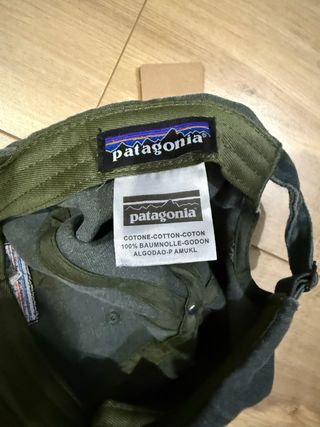 patagonia®
patagonia
COTONE-COTTON-COTON
100% BAUMNOLLE-GODON
ALGODAO-P AMUKL